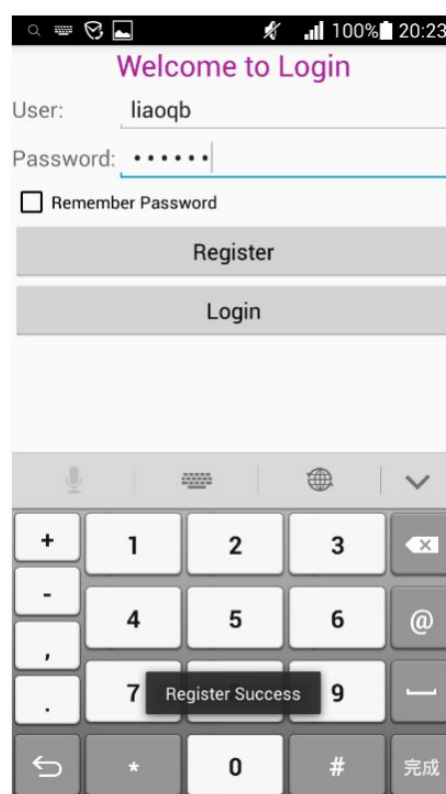 100% 20:23
Welcome to Login
User: liaoqb
Password: ••••••
Remember Password
Register
Login
+ 1 2 3
-
4 5 6 @
,
. 7 9
Register Success
* 0 # 完成